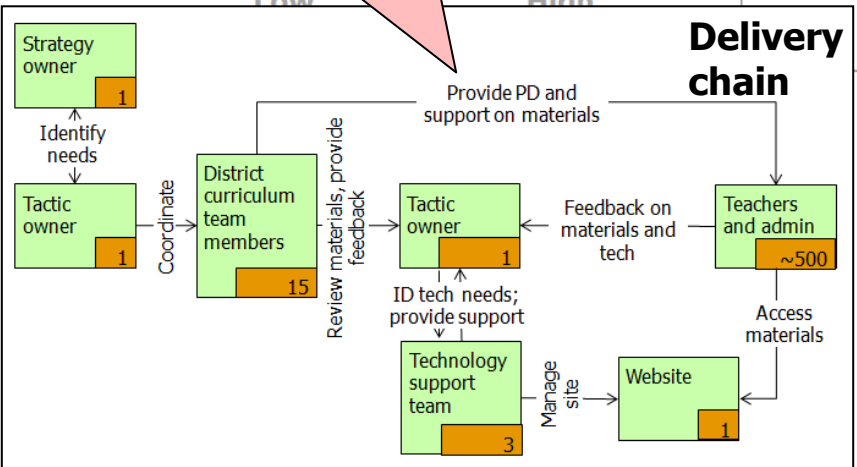 Low High
Delivery
chain
Strategy
owner
1
Identify
needs
Tactic
owner
1
Coordinate
District
curriculum
team
members
15
Review materials, provide
feedback
Provide PD and
support on materials
Tactic
owner
1
Feedback on
materials and
tech
Teachers
and admin
~500
ID tech needs;
provide support
Access
materials
Technology
support
team
3
Manage
site
Website
1